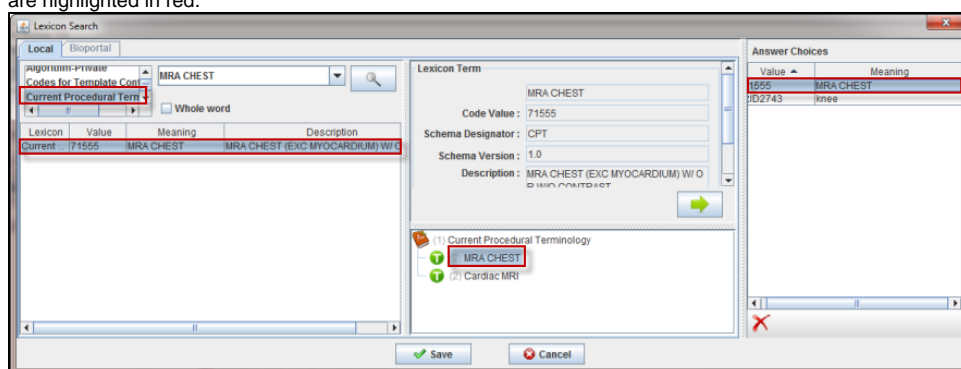 are highlighted in red.
Lexicon Search
Local Bioportal
Algorithm-Private
Codes for Template Cont
Current Procedural Term
MRA CHEST
Whole word
Lexicon Value Meaning Description
Current ... 71555 MRA CHEST MRA CHEST (EXC MYOCARDIUM) W/ O
Lexicon Term
MRA CHEST
Code Value : 71555
Schema Designator : CPT
Schema Version : 1.0
Description : MRA CHEST (EXC MYOCARDIUM) W/ O
R W/O CONTRAST
(1) Current Procedural Terminology
MRA CHEST
(2) Cardiac MRI
Answer Choices
Value Meaning
1555 MRA CHEST
ID2743 knee
Save Cancel